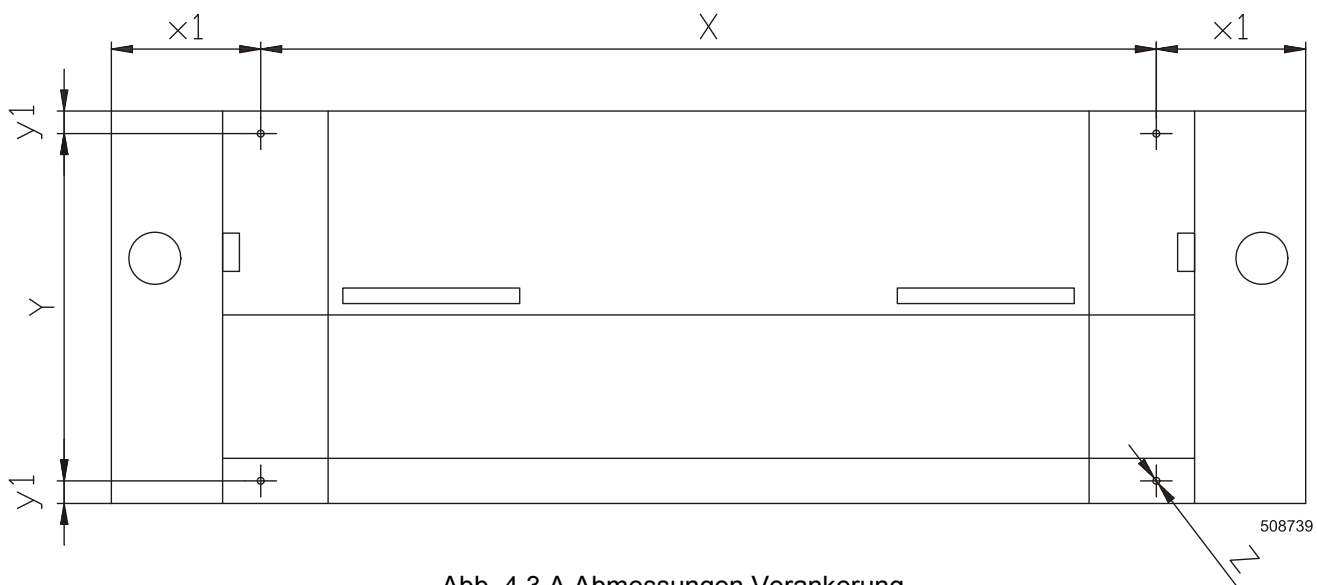 x1 X x1
y1
Y
y1
508739
Z
Abb. 4.3.A Abmessungen Verankerung